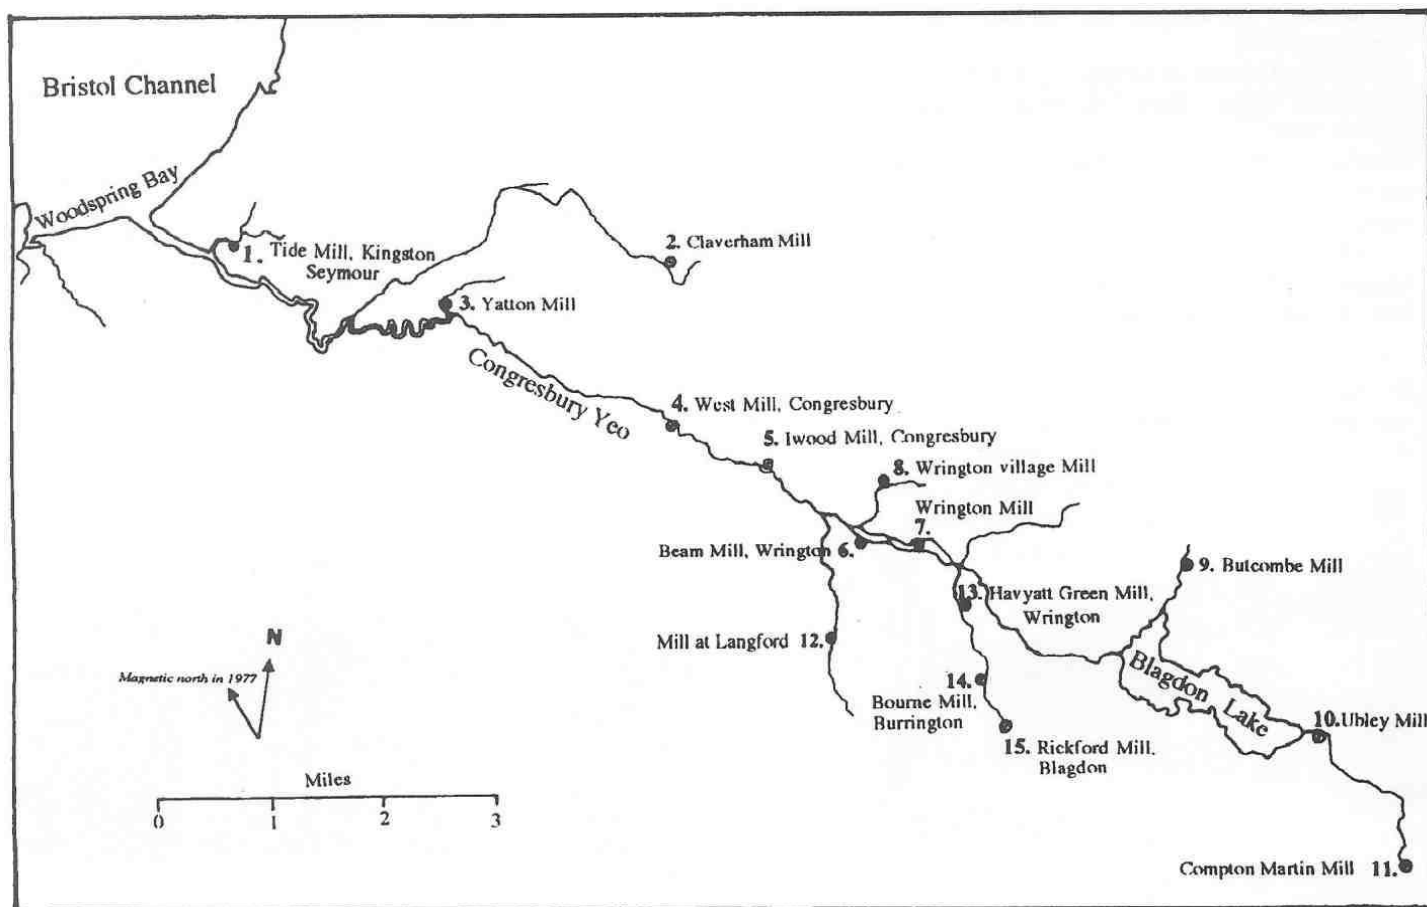 Bristol Channel
Woodspring Bay
1. Tide Mill, Kingston
Seymour
2. Claverham Mill
3. Yatton Mill
Congresbury Yeo
4. West Mill, Congresbury
5. Iwood Mill, Congresbury
8. Wrington village Mill
Wrington Mill
7.
Beam Mill, Wrington 6.
9. Butcombe Mill
13. Havyatt Green Mill,
Wrington
Mill at Langford 12.
N
Magnetic north in 1977
14.
Bourne Mill,
Burrington
Blagdon Lake
10. Ubley Mill
15. Rickford Mill,
Blagdon
Miles
0 1 2 3
Compton Martin Mill 11.